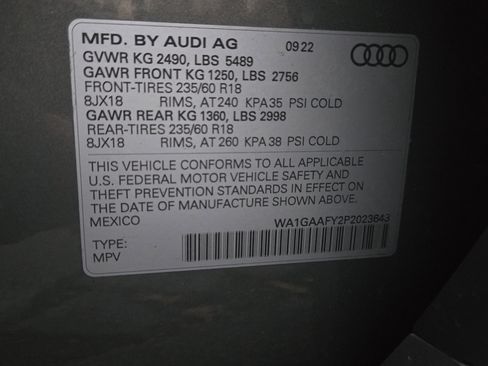 MFD. BY AUDI AG 09 22
GVWR KG 2490, LBS 5489
GAWR FRONT KG 1250, LBS 2756
FRONT-TIRES 235/60 R18
8JX18 RIMS, AT 240 KPA 35 PSI COLD
GAWR REAR KG 1360, LBS 2998
REAR-TIRES 235/60 R18
8JX18 RIMS, AT 260 KPA 38 PSI COLD
THIS VEHICLE CONFORMS TO ALL APPLICABLE
U.S. FEDERAL MOTOR VEHICLE SAFETY AND
THEFT PREVENTION STANDARDS IN EFFECT ON
THE DATE OF MANUFACTURE SHOWN ABOVE.
MEXICO WA1GAAFY2P2023643
TYPE:
MPV